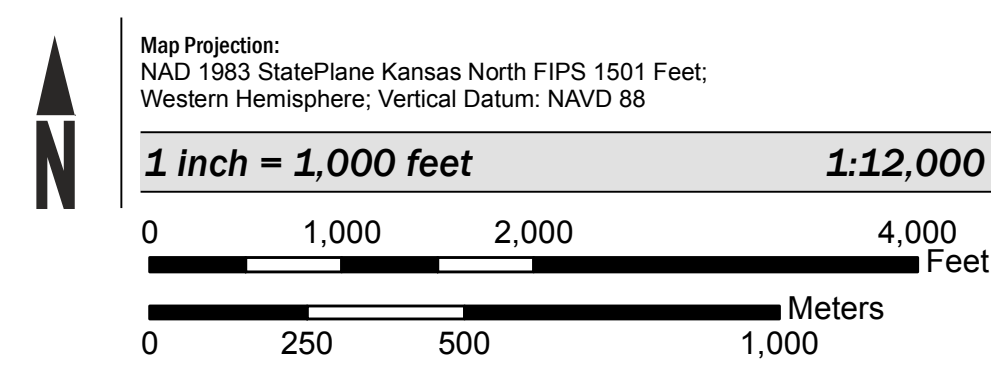 N
Map Projection:
NAD 1983 StatePlane Kansas North FIPS 1501 Feet;
Western Hemisphere; Vertical Datum: NAVD 88
1 inch = 1,000 feet 1:12,000
0 1,000 2,000 4,000
Feet
Meters
0 250 500 1,000